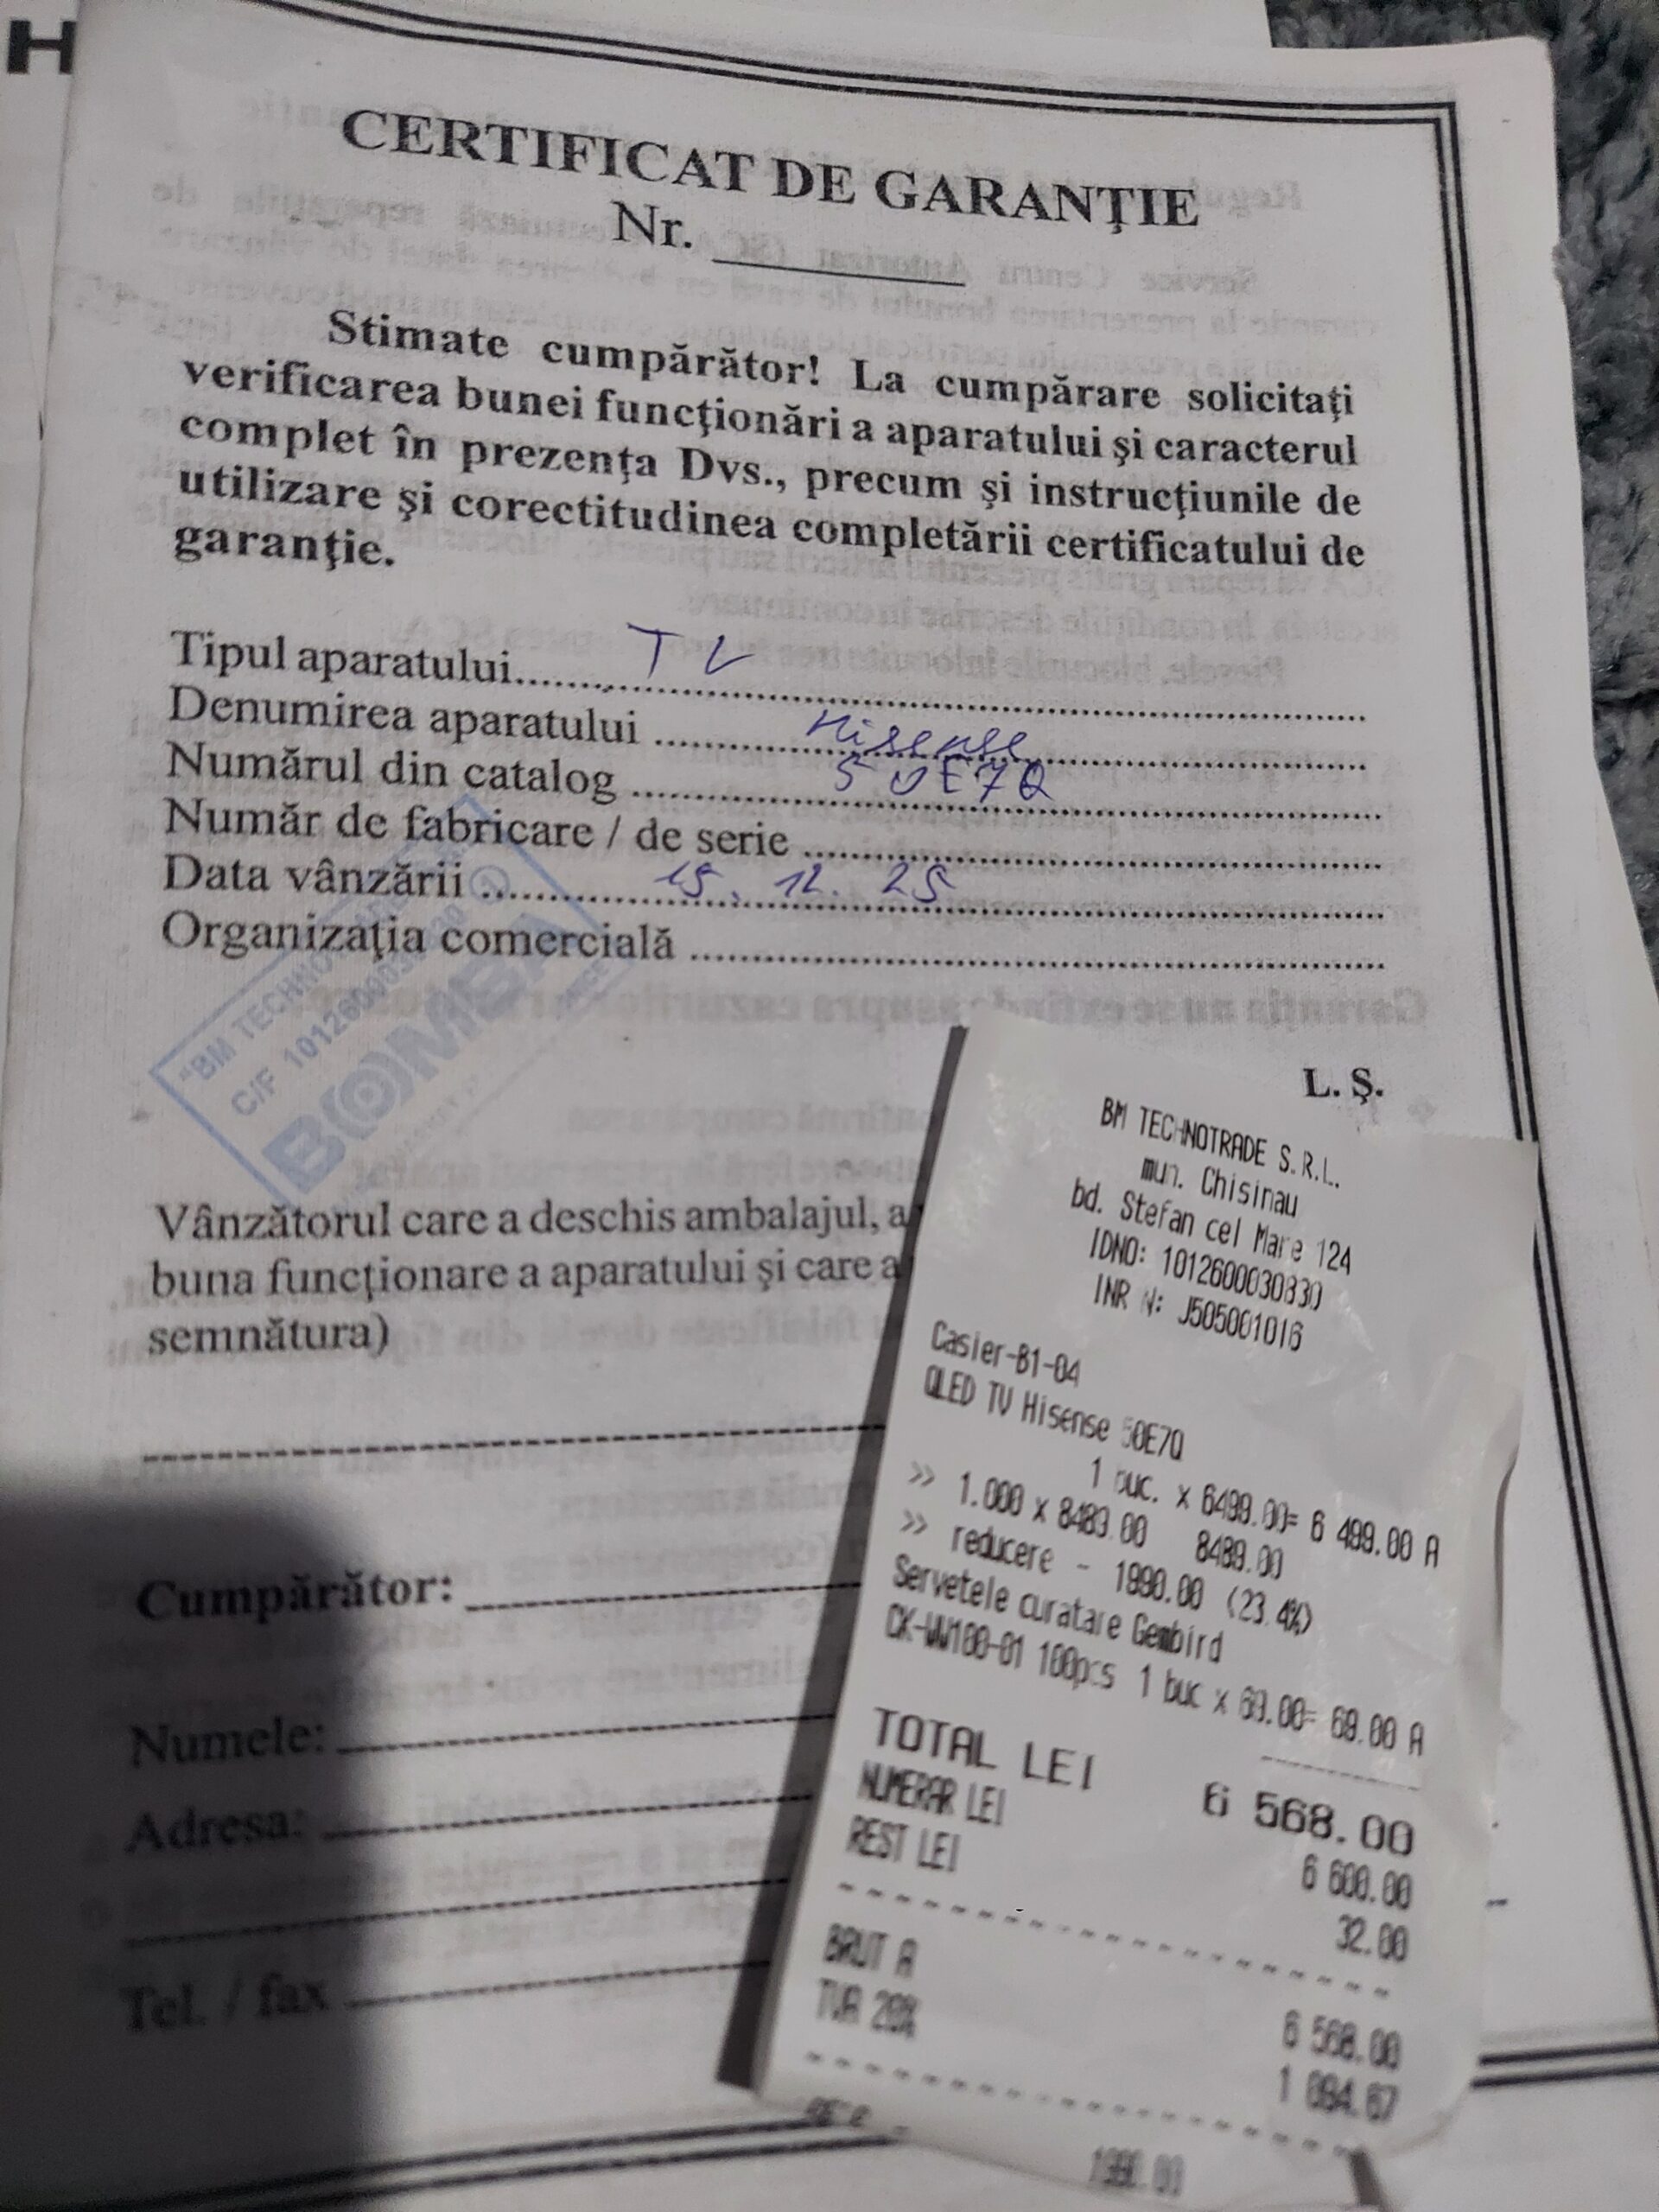 H
CERTIFICAT DE GARANŢIE
Nr.
Stimate cumpărător! La cumpărare solicitaţi
verificarea bunei funcţionări a aparatului şi caracterul
complet în prezenţa Dvs., precum şi instrucţiunile de
utilizare şi corectitudinea completării certificatului de
garanţie.
Tipul aparatului TV
Denumirea aparatului Hisense
Numărul din catalog 50E7Q
Număr de fabricare / de serie
Data vânzării 15.12.25
Organizaţia comercială
"BM
C/F
BOMBA
L. Ş.
Vânzătorul care a deschis ambalajul, a
buna funcţionare a aparatului şi care a
semnătura)
Cumpărător:
Numele:
Adresa:
Tel. / fax
BM TECHNOTRADE S.R.L.
mun. Chisinau
bd. Stefan cel Mare 124
IDNO: 1012600030830
INR N: J505001016
Casier-B1-04
QLED TV Hisense 50E7Q
1 buc. x 6499.00= 6 499.00 A
>> 1.000 x 8489.00 8489.00
>> reducere - 1990.00 (23.4%)
Servetele curatare Gembird
CK-WW100-01 100pcs 1 buc x 69.00= 69.00 A
TOTAL LEI 6 568.00
NUMERAR LEI 6 600.00
REST LEI 32.00
BRUT A 6 568.00
TVA 20% 1 094.67
1990.00